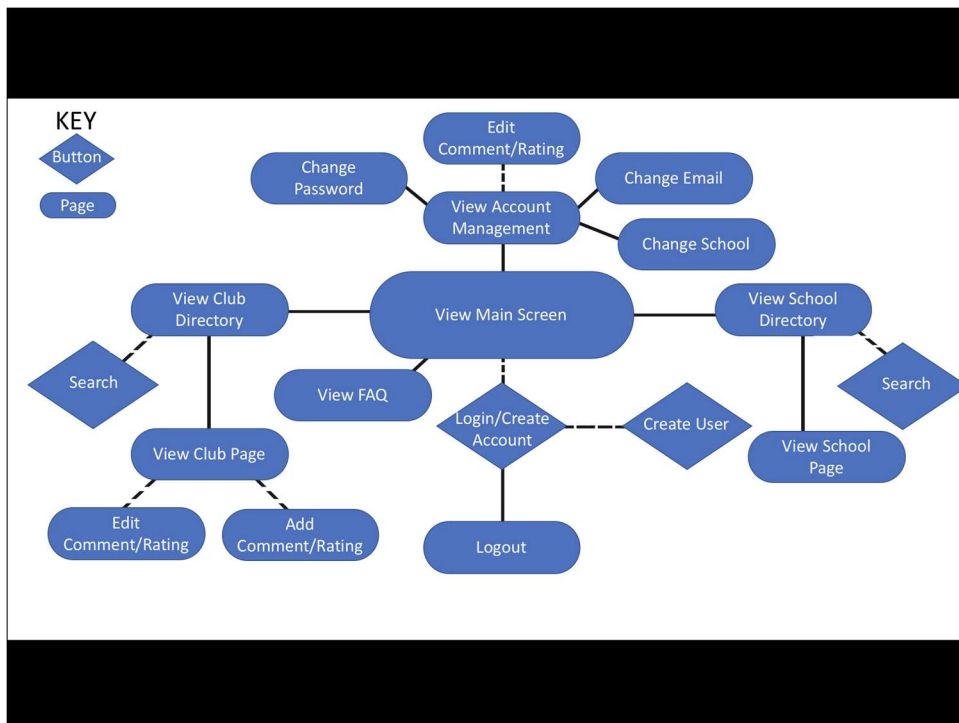 KEY
Button
Page
Edit
Comment/Rating
Change
Password
Change Email
View Account
Management
Change School
View Club
Directory
View Main Screen
View School
Directory
Search
View FAQ
Login/Create
Account
Create User
Search
View Club Page
View School
Page
Edit
Comment/Rating
Add
Comment/Rating
Logout